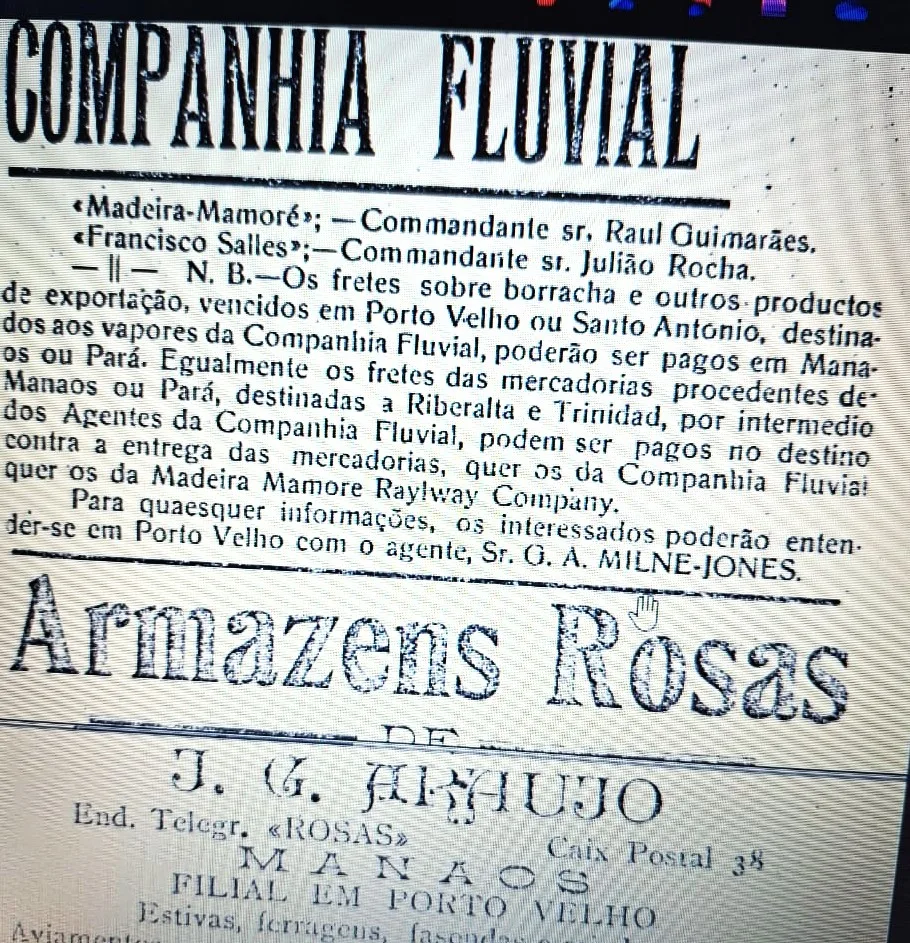 COMPANHIA FLUVIAL
«Madeira-Mamoré»; — Commandante sr. Raul Guimarães.
«Francisco Salles»;—Commandante sr. Julião Rocha.
— || — N. B.—Os fretes sobre borracha e outros productos
de exportação, vencidos em Porto Velho ou Santo Antonio, destina-
dos aos vapores da Companhia Fluvial, poderão ser pagos em Mana-
os ou Pará. Egualmente os fretes das mercadorias procedentes de
Manaos ou Pará, destinadas a Riberalta e Trinidad, por intermedio
dos Agentes da Companhia Fluvial, podem ser pagos no destino
contra a entrega das mercadorias, quer os da Companhia Fluvial
quer os da Madeira Mamore Raylway Company.
Para quaesquer informações, os interessados poderão enten-
der-se em Porto Velho com o agente, Sr. G. A. MILNE-JONES.
Armazens Rosas
DE
J. G. ARAUJO
End. Telegr. «ROSAS» Caix Postal 38
MANAOS
FILIAL EM PORTO VELHO
Estivas, ferragens, fasendas
Aviamento